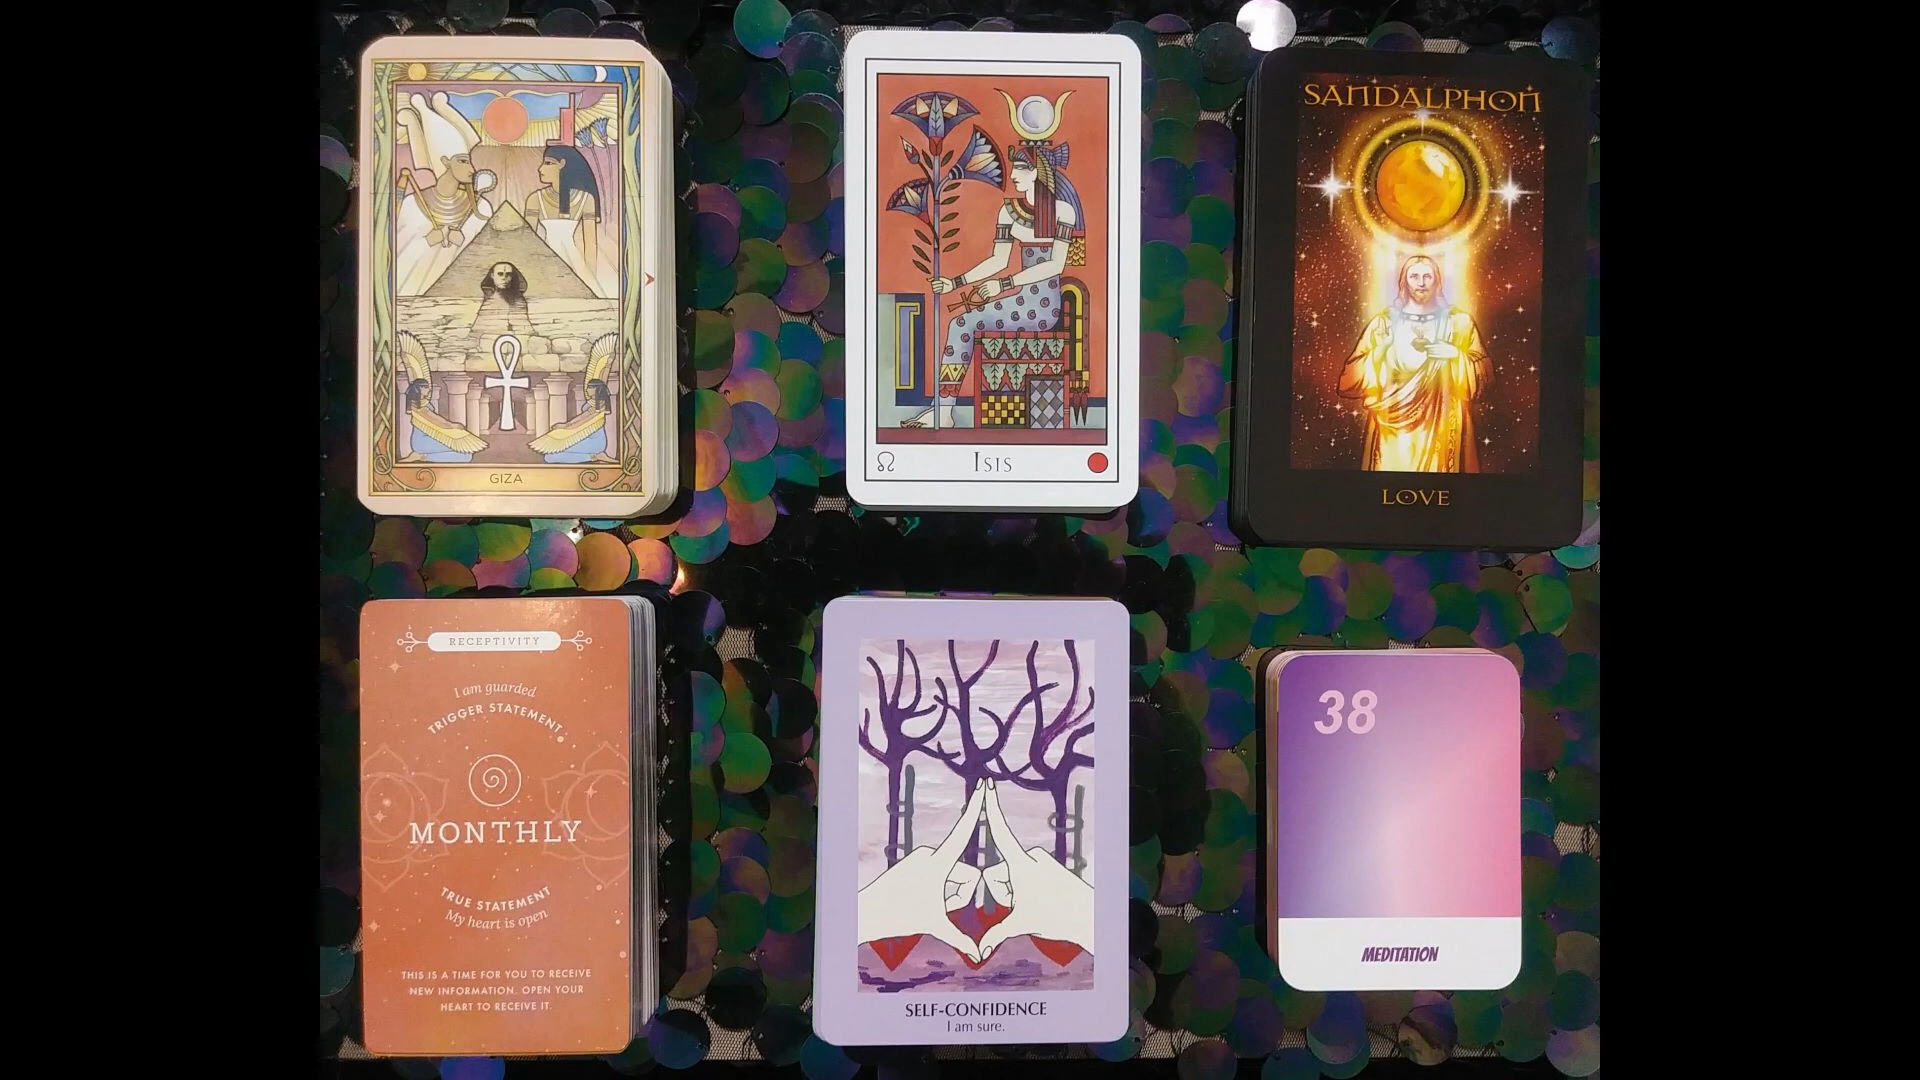 GIZA
ISIS
SANDALPHON
LOVE
RECEPTIVITY
I am guarded
TRIGGER STATEMENT
MONTHLY
TRUE STATEMENT
My heart is open
THIS IS A TIME FOR YOU TO RECEIVE
NEW INFORMATION. OPEN YOUR
HEART TO RECEIVE IT.
SELF-CONFIDENCE
I am sure.
38
MEDITATION